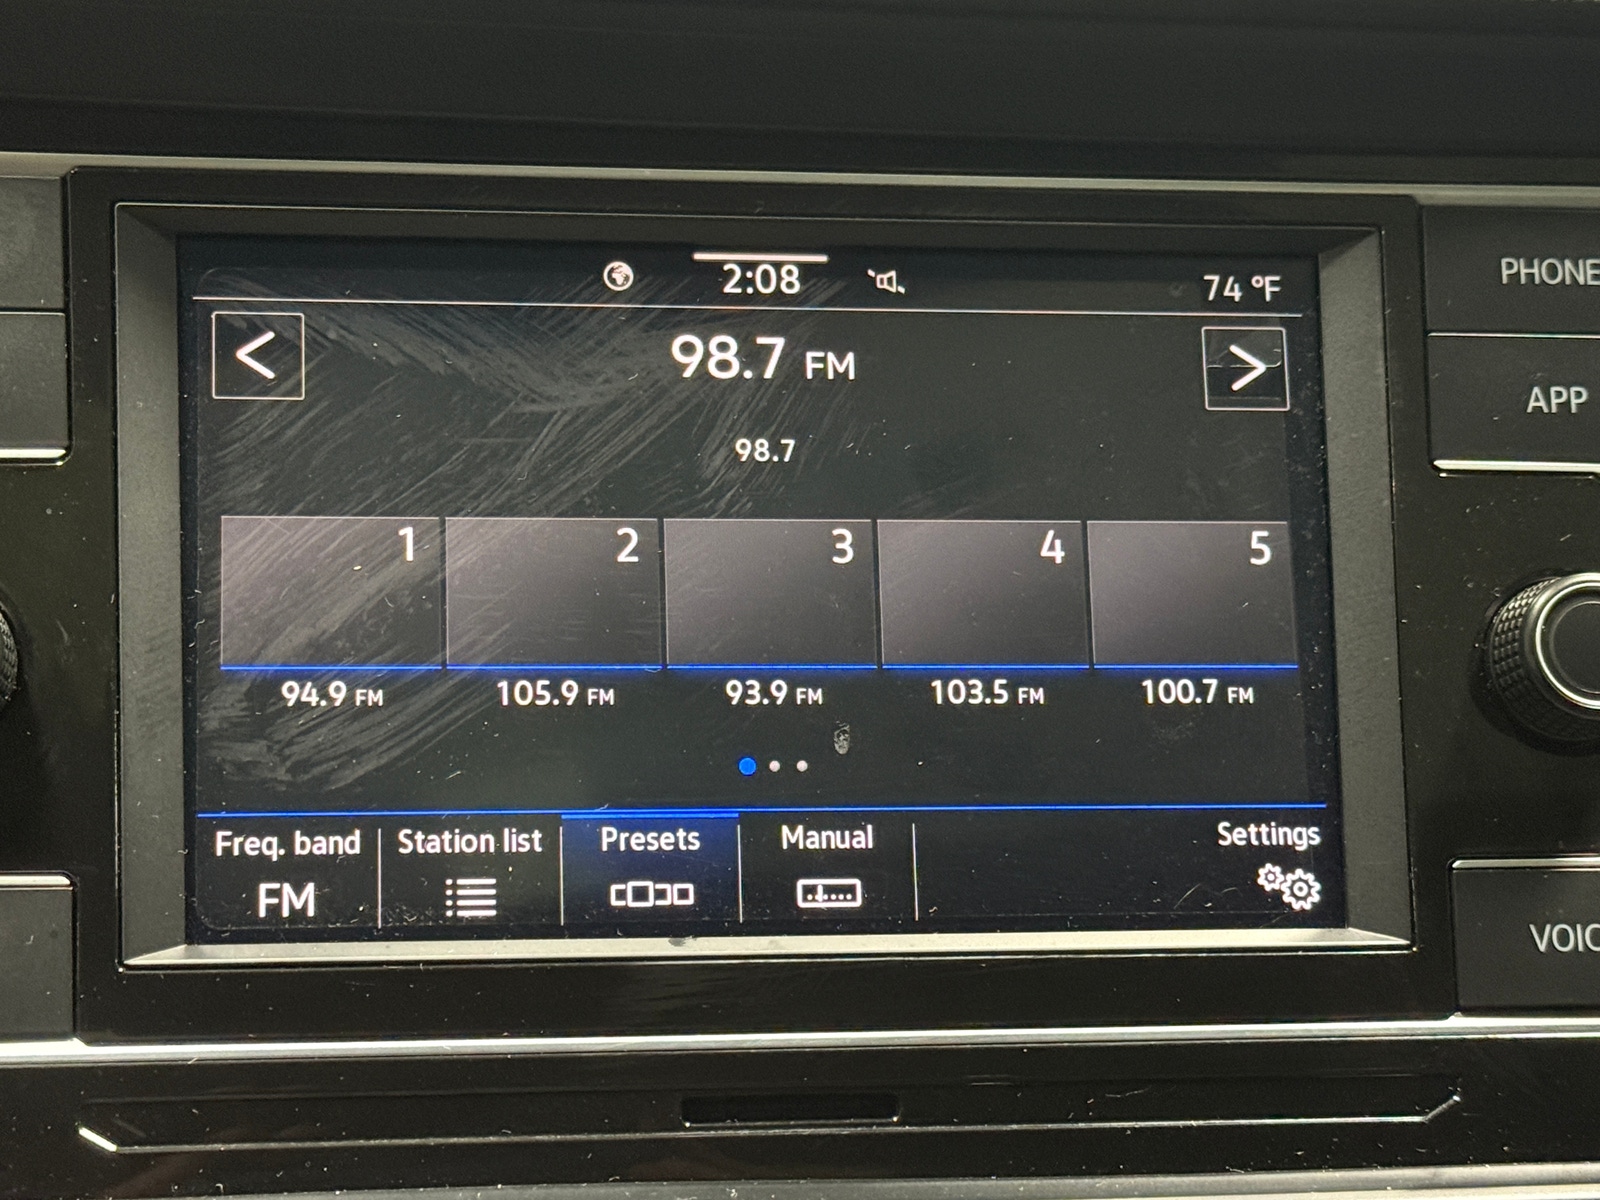 2:08
74 °F
98.7 FM
98.7
1 2 3 4 5
94.9 FM 105.9 FM 93.9 FM 103.5 FM 100.7 FM
Freq. band Station list Presets Manual Settings
FM
PHONE
APP